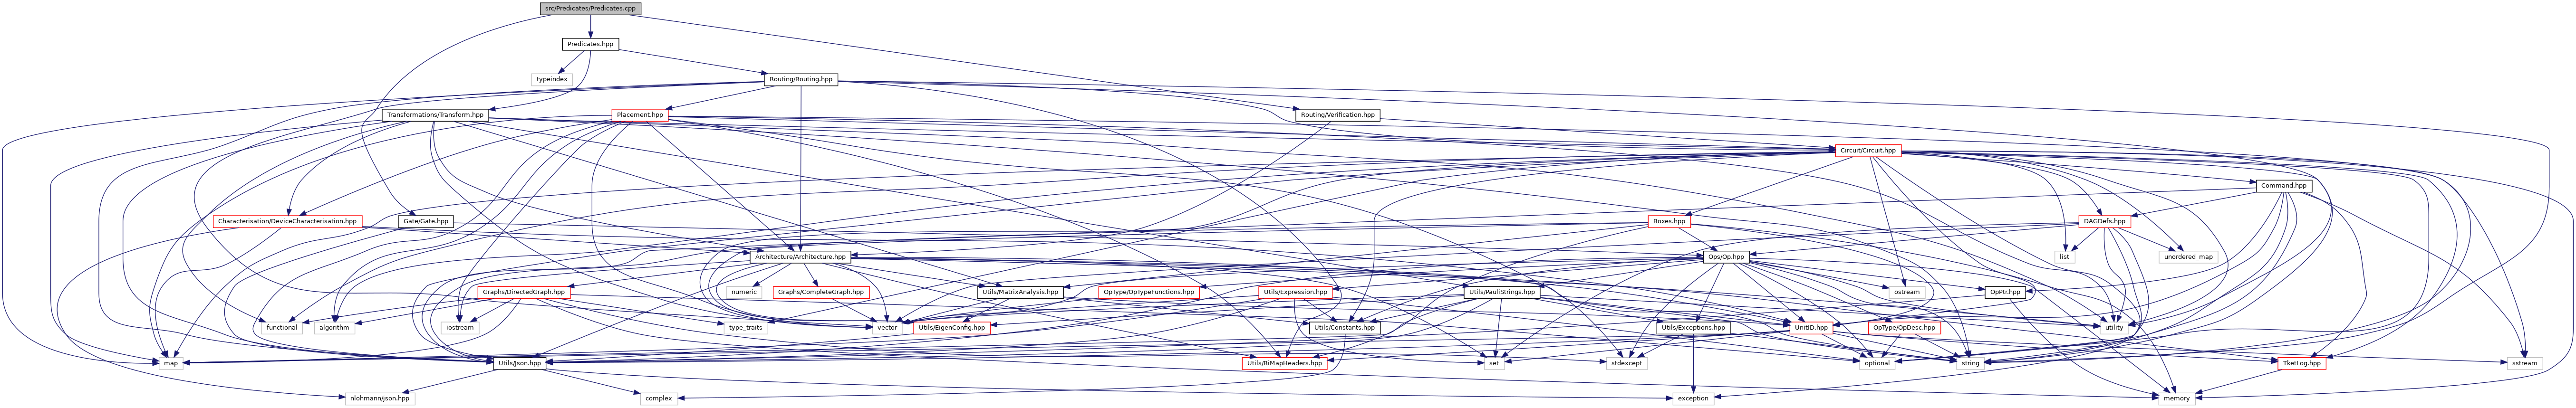 src/Predicates/Predicates.cpp
Predicates.hpp
typeindex
Routing/Routing.hpp
Transformations/Transform.hpp
Placement.hpp
Routing/Verification.hpp
Circuit/Circuit.hpp
Command.hpp
Characterisation/DeviceCharacterisation.hpp
Gate/Gate.hpp
Boxes.hpp
DAGDefs.hpp
Architecture/Architecture.hpp
Ops/Op.hpp
list
unordered_map
Graphs/DirectedGraph.hpp
numeric
Graphs/CompleteGraph.hpp
Utils/MatrixAnalysis.hpp
OpType/OpTypeFunctions.hpp
Utils/Expression.hpp
Utils/PauliStrings.hpp
ostream
OpPtr.hpp
functional
algorithm
iostream
type_traits
vector
Utils/EigenConfig.hpp
Utils/Constants.hpp
Utils/Exceptions.hpp
UnitID.hpp
OpType/OpDesc.hpp
utility
map
Utils/Json.hpp
Utils/BiMapHeaders.hpp
set
stdexcept
optional
string
TketLog.hpp
sstream
nlohmann/json.hpp
complex
exception
memory